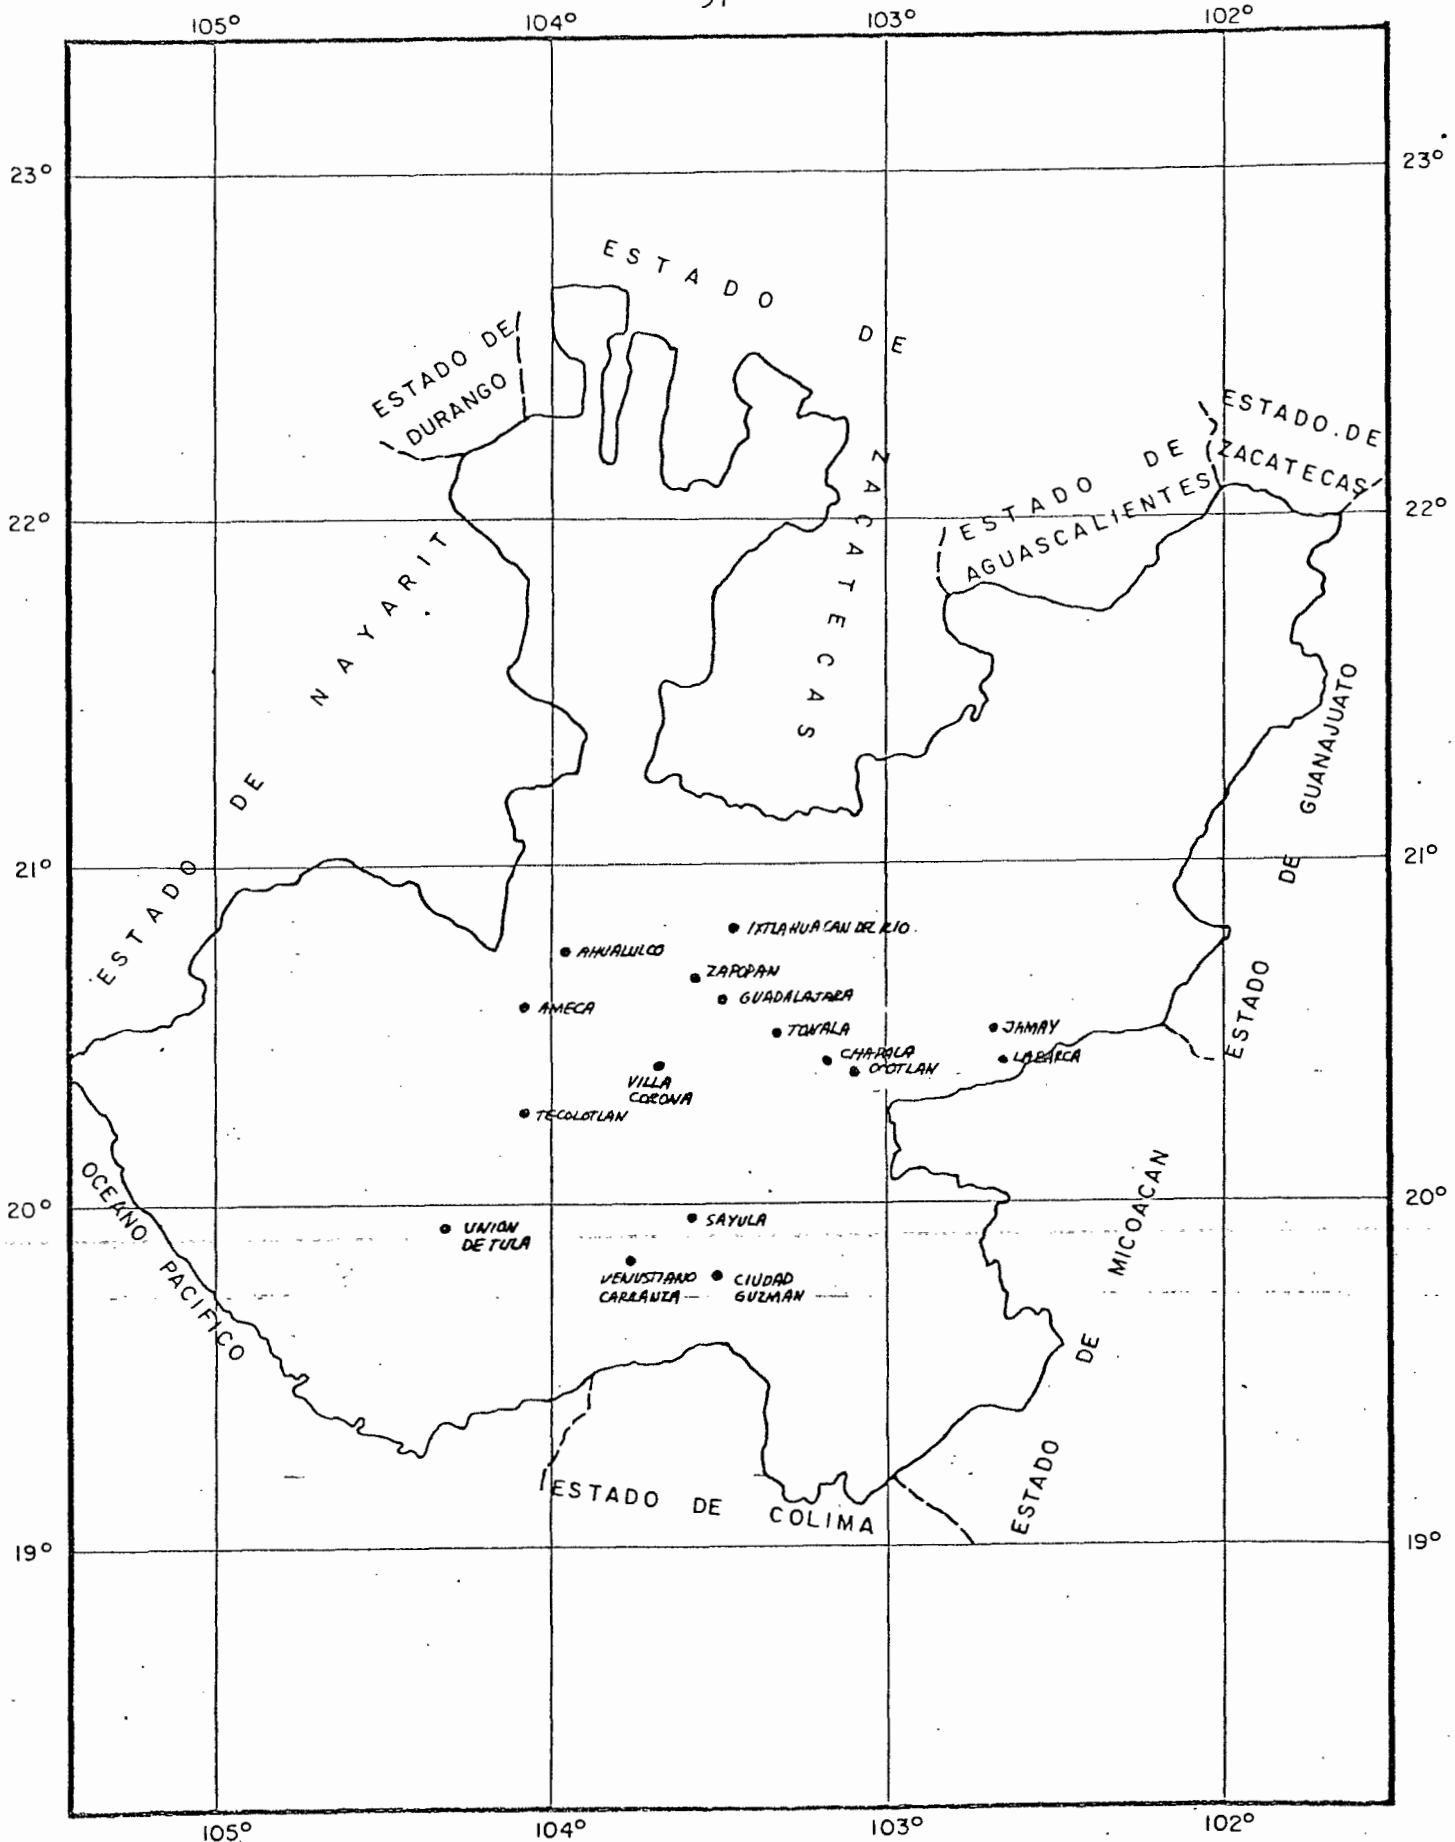 105° 104° 103° 102°
23° 23°
ESTADO DE
ZACATECAS
ESTADO DE
DURANGO
ESTADO DE
ZACATECAS
ESTADO DE
AGUASCALIENTES
22° 22°
ESTADO DE NAYARIT
ESTADO DE GUANAJUATO
21° 21°
IXTLAHUACAN DEL RIO
AHUALULCO
ZAPOPAN
GUADALAJARA
AMECA
TONALA
JAMAY
CHAPALA
LABARCA
OCOTLAN
VILLA
CORONA
TECOLOTLAN
OCEANO PACIFICO
20° 20°
SAYULA
UNION
DE TULA
VENUSTIANO
CARRANZA
CIUDAD
GUZMAN
ESTADO DE MICOACAN
ESTADO DE COLIMA
19° 19°
105° 104° 103° 102°